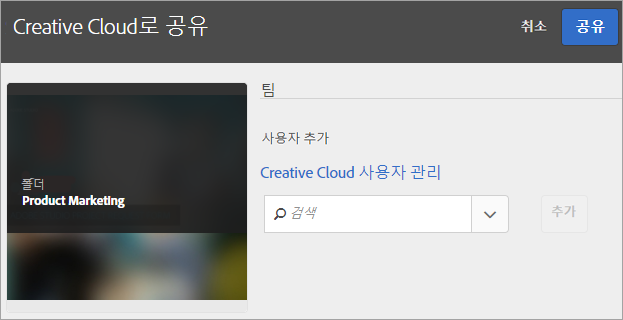 Creative Cloud로 공유
취소
공유
폴더
Product Marketing
팀
사용자 추가
Creative Cloud 사용자 관리
검색
추가